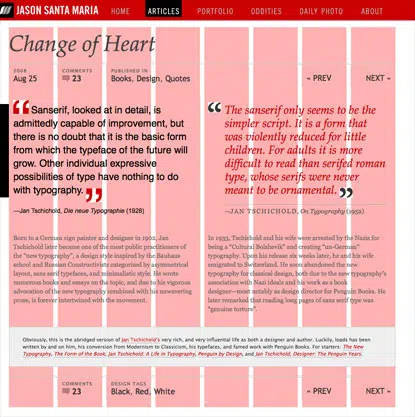 JASON SANTA MARIA HOME ARTICLES PORTFOLIO ODDITIES DAILY PHOTO ABOUT
Change of Heart
2008 COMMENTS PUBLISHED IN
Aug 25 23 Books, Design, Quotes « PREV NEXT »
“ Sanserif, looked at in detail, is
admittedly capable of improvement, but
there is no doubt that it is the basic form
from which the typeface of the future will
grow. Other individual expressive
possibilities of type have nothing to do
with typography. ”
—Jan Tschichold, Die neue Typographie (1928)
“ The sanserif only seems to be the
simpler script. It is a form that
was violently reduced for little
children. For adults it is more
difficult to read than serifed roman
type, whose serifs were never
meant to be ornamental. ”
—JAN TSCHICHOLD, On Typography (1952)
Born to a German sign painter and designer in 1902, Jan
Tschichold later became one of the most public practitioners of
the “new typography”, a design style inspired by the Bauhaus
school and Russian Constructivists categorized by asymmetrical
layout, sans serif typefaces, and minimalistic style. He wrote
numerous books and essays on the topic, and due to his vigorous
advocation of the new typography combined with his unswerving
prose, is forever intertwined with the movement.
In 1933, Tschichold and his wife were arrested by the Nazis for
being a “Cultural Bolshevik” and creating “un-German”
typography. Upon his release six weeks later, he and his wife
emigrated to Switzerland. He soon abandoned the new
typography for classical design, both due to the new typography’s
association with Nazi ideals and his work as a book
designer—most notably as design director for Penguin Books. He
later remarked that reading long pages of sans serif type was
“genuine torture”.
Obviously, this is the abridged version of Jan Tschichold’s very rich, and very influential life as both a designer and author. Luckily, loads has been
written by and on him, his conversion from Modernism to Classicism, his typefaces, and famed work with Penguin Books. For starters: The New
Typography, The Form of the Book, Jan Tschichold: A Life in Typography, Penguin by Design, and Jan Tschichold, Designer: The Penguin Years.
COMMENTS DESIGN TAGS
23 Black, Red, White « PREV NEXT »